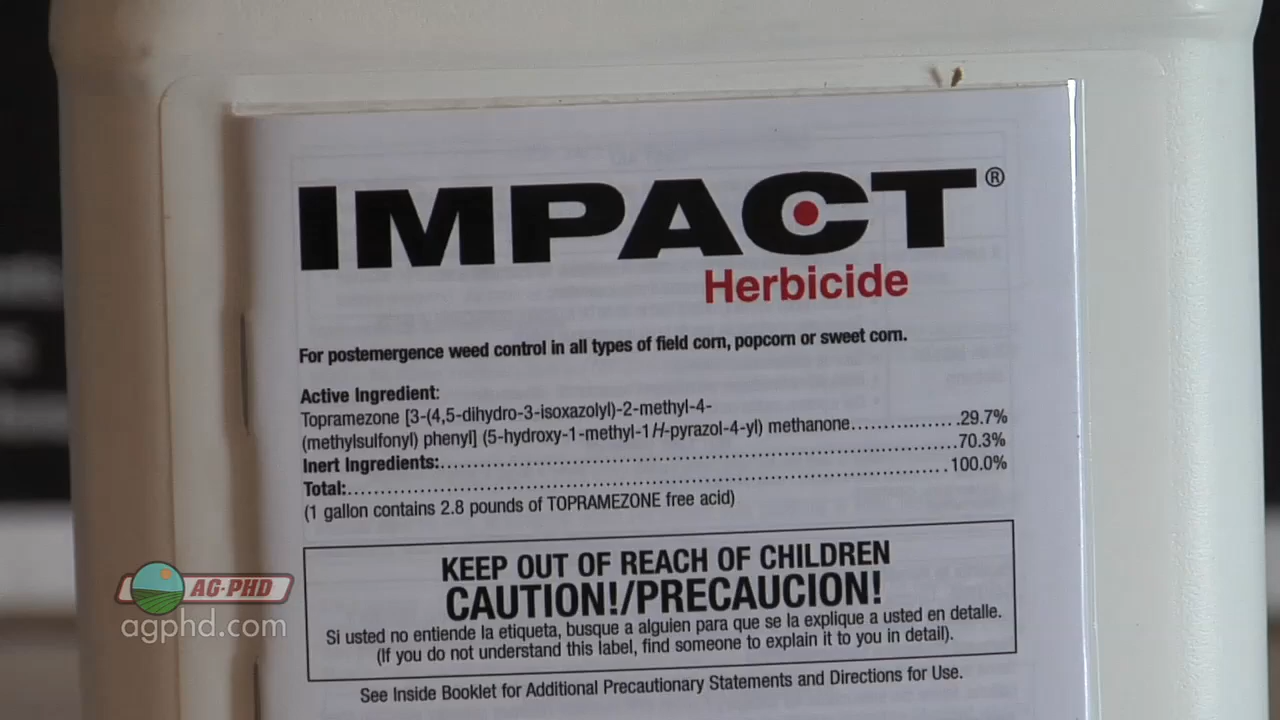 IMPACT®
Herbicide
For postemergence weed control in all types of field corn, popcorn or sweet corn.
Active Ingredient:
Topramezone [3-(4,5-dihydro-3-isoxazolyl)-2-methyl-4-
(methylsulfonyl) phenyl] (5-hydroxy-1-methyl-1H-pyrazol-4-yl) methanone................29.7%
Inert Ingredients:..........................................................................70.3%
Total:.....................................................................................100.0%
(1 gallon contains 2.8 pounds of TOPRAMEZONE free acid)
KEEP OUT OF REACH OF CHILDREN
CAUTION!/PRECAUCION!
Si usted no entiende la etiqueta, busque a alguien para que se la explique a usted en detalle.
(If you do not understand this label, find someone to explain it to you in detail).
See Inside Booklet for Additional Precautionary Statements and Directions for Use.
AG-PHD
agphd.com